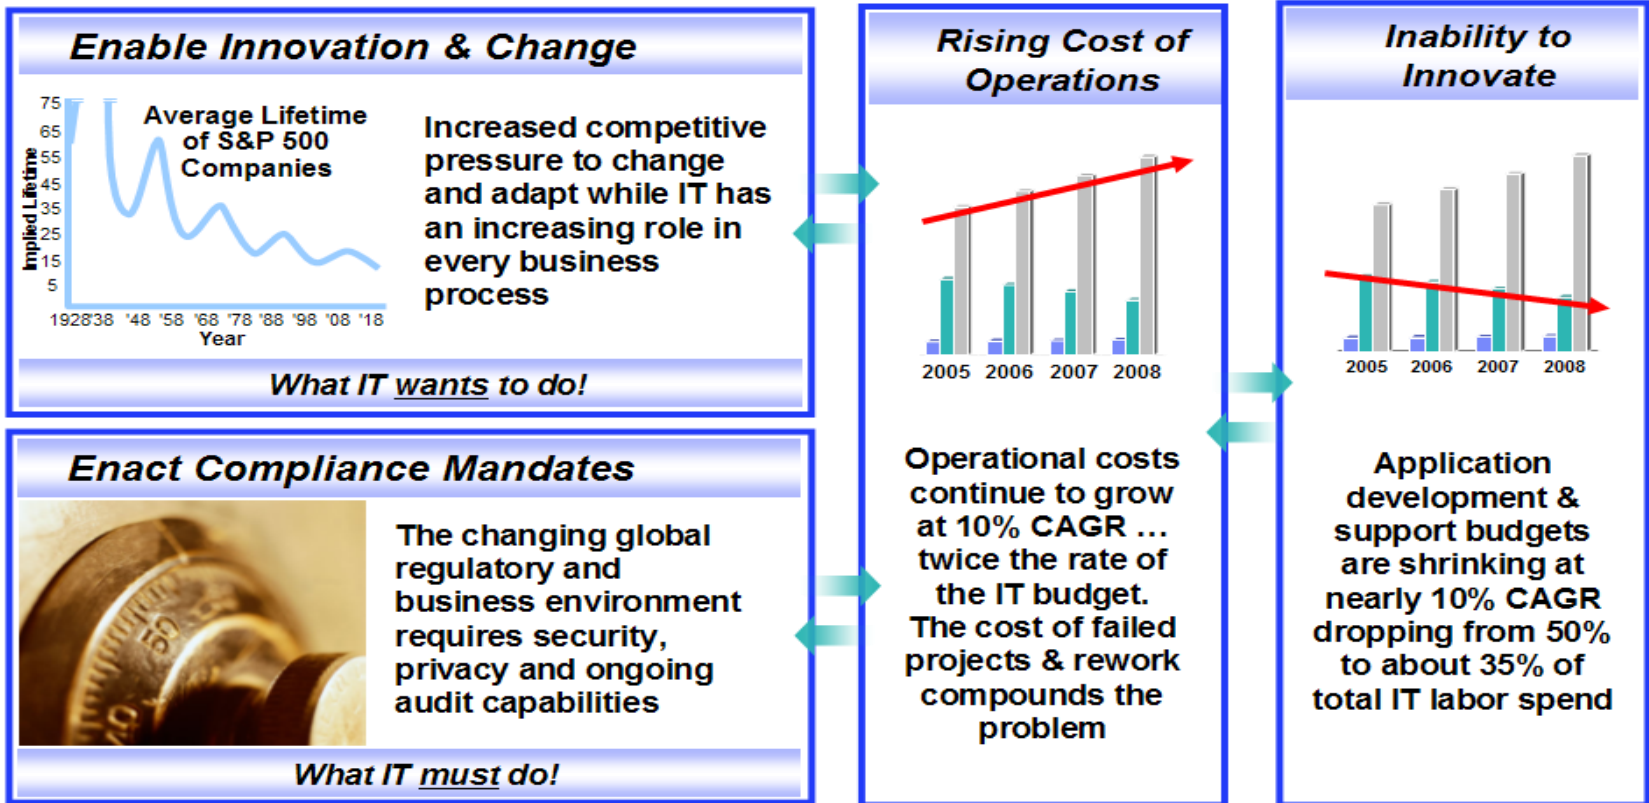 Enable Innovation & Change
75
65
55
45
35
25
15
5
Implied Lifetime
Average Lifetime
of S&P 500
Companies
1928 '38 '48 '58 '68 '78 '88 '98 '08 '18
Year
Increased competitive
pressure to change
and adapt while IT has
an increasing role in
every business
process
What IT wants to do!
Enact Compliance Mandates
50
40
The changing global
regulatory and
business environment
requires security,
privacy and ongoing
audit capabilities
What IT must do!
Rising Cost of
Operations
2005 2006 2007 2008
Operational costs
continue to grow
at 10% CAGR ...
twice the rate of
the IT budget.
The cost of failed
projects & rework
compounds the
problem
Inability to
Innovate
2005 2006 2007 2008
Application
development &
support budgets
are shrinking at
nearly 10% CAGR
dropping from 50%
to about 35% of
total IT labor spend